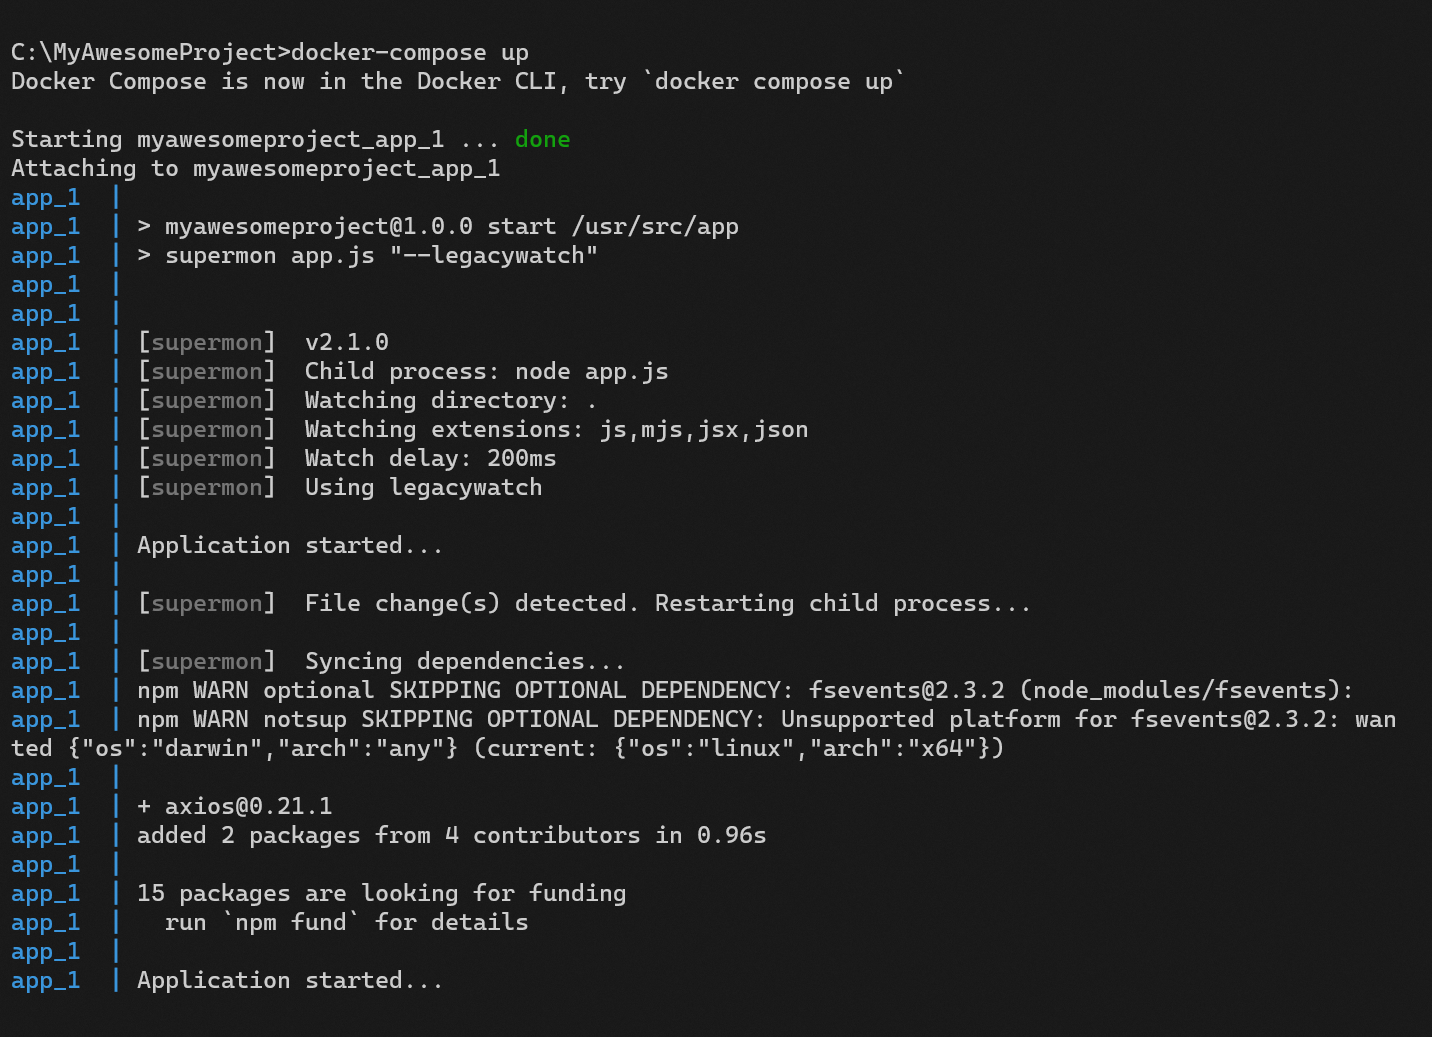 C:\MyAwesomeProject>docker-compose up
Docker Compose is now in the Docker CLI, try `docker compose up`
Starting myawesomeproject_app_1 ... done
Attaching to myawesomeproject_app_1
app_1  |
app_1  | > myawesomeproject@1.0.0 start /usr/src/app
app_1  | > supermon app.js "--legacywatch"
app_1  |
app_1  |
app_1  | [supermon]  v2.1.0
app_1  | [supermon]  Child process: node app.js
app_1  | [supermon]  Watching directory: .
app_1  | [supermon]  Watching extensions: js,mjs,jsx,json
app_1  | [supermon]  Watch delay: 200ms
app_1  | [supermon]  Using legacywatch
app_1  |
app_1  | Application started...
app_1  |
app_1  | [supermon]  File change(s) detected. Restarting child process...
app_1  |
app_1  | [supermon]  Syncing dependencies...
app_1  | npm WARN optional SKIPPING OPTIONAL DEPENDENCY: fsevents@2.3.2 (node_modules/fsevents):
app_1  | npm WARN notsup SKIPPING OPTIONAL DEPENDENCY: Unsupported platform for fsevents@2.3.2: wan
ted {"os":"darwin","arch":"any"} (current: {"os":"linux","arch":"x64"})
app_1  |
app_1  | + axios@0.21.1
app_1  | added 2 packages from 4 contributors in 0.96s
app_1  |
app_1  | 15 packages are looking for funding
app_1  |   run `npm fund` for details
app_1  |
app_1  | Application started...